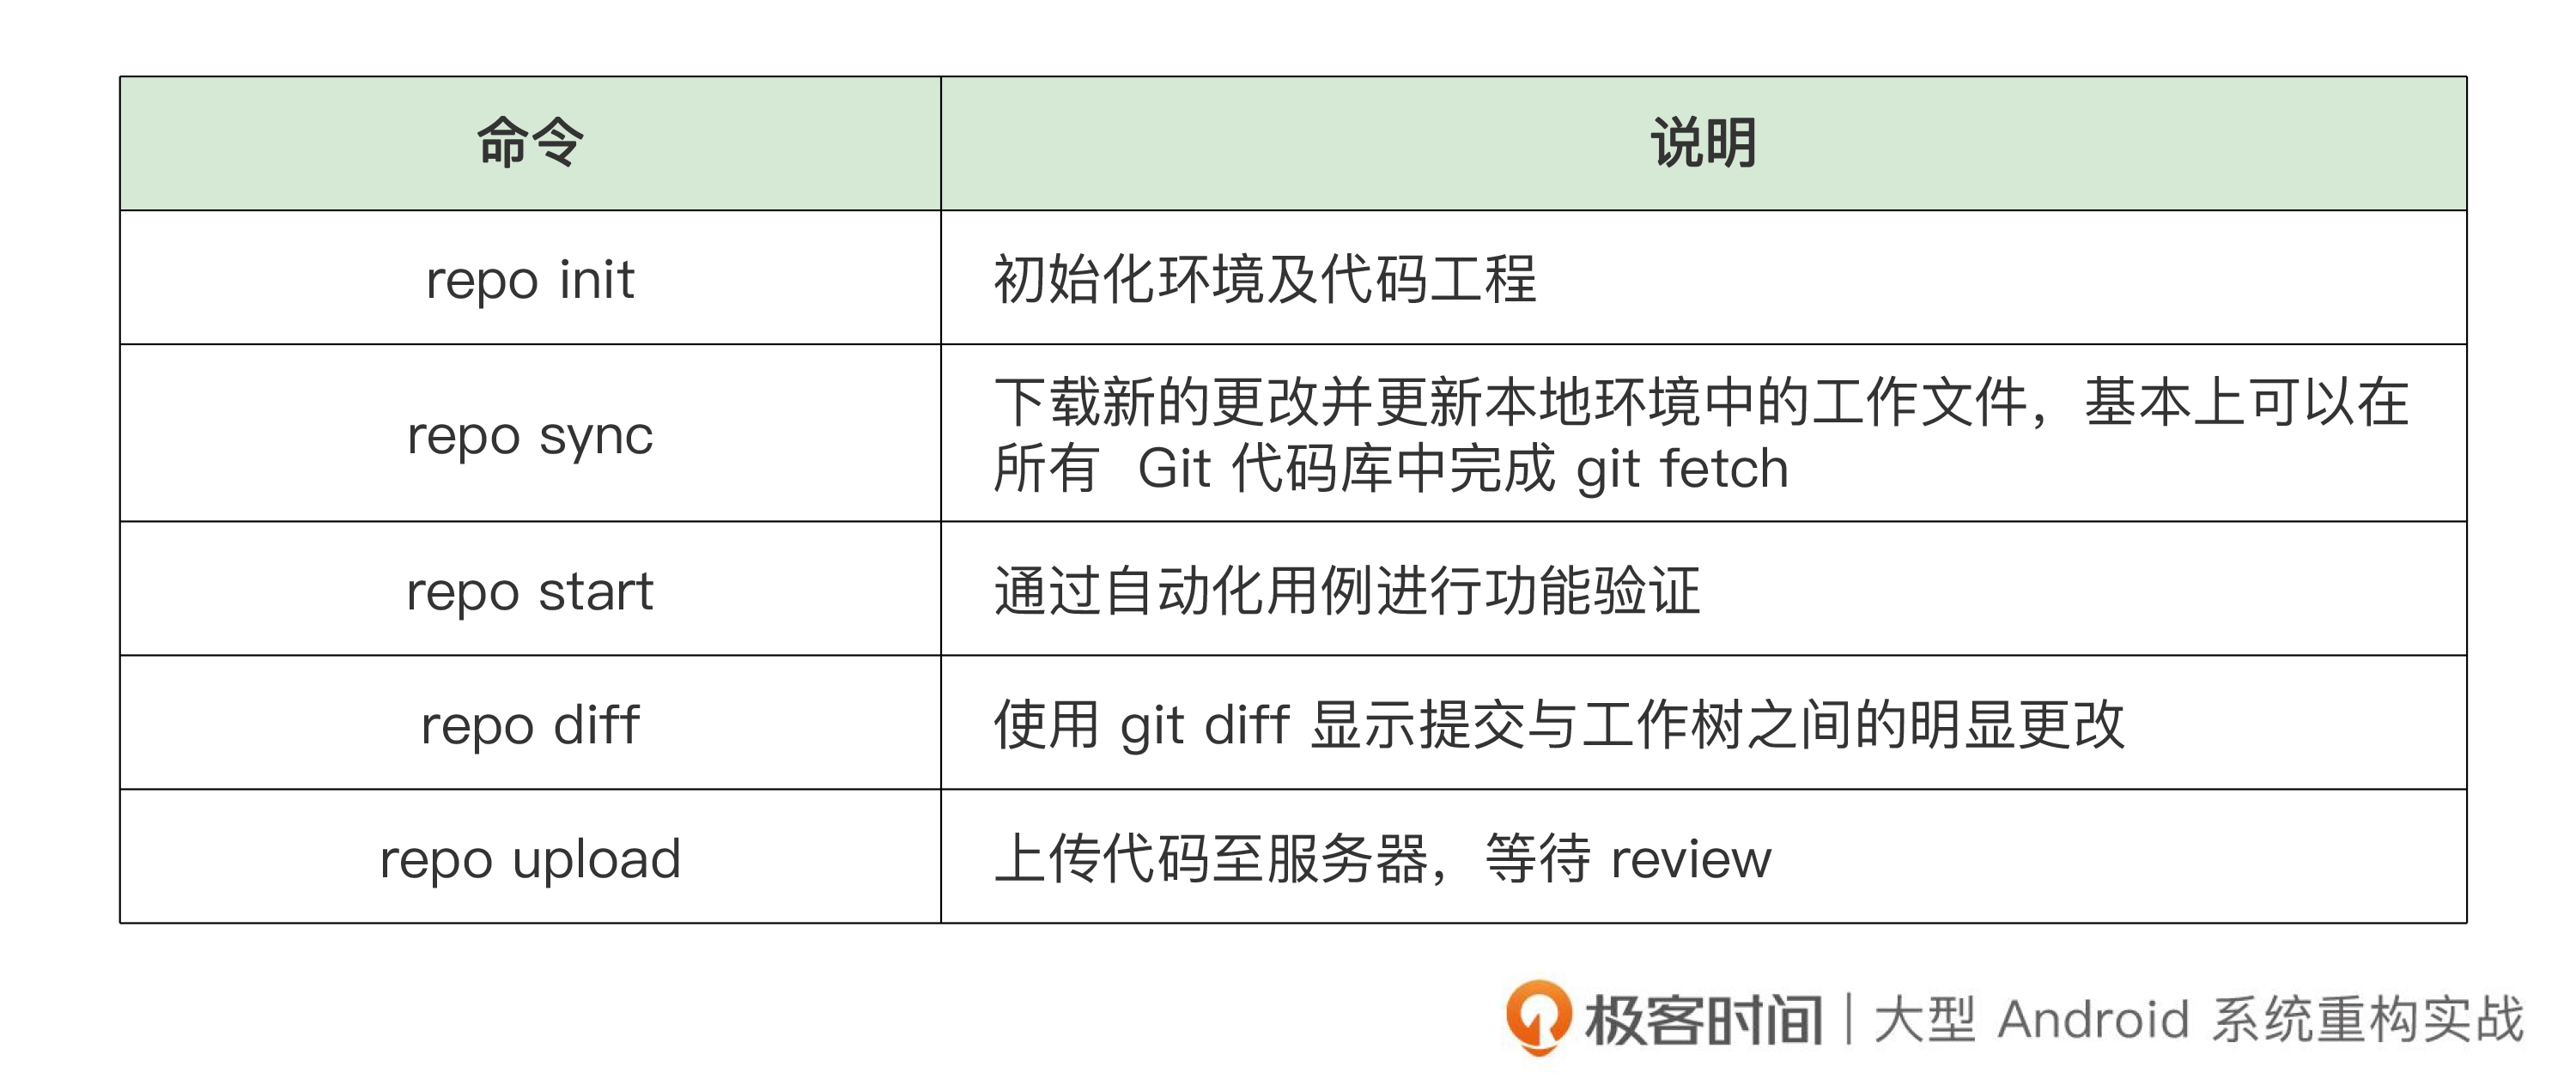 命令
说明
repo init
初始化环境及代码工程
repo sync
下载新的更改并更新本地环境中的工作文件，基本上可以在
所有 Git 代码库中完成 git fetch
repo start
通过自动化用例进行功能验证
repo diff
使用 git diff 显示提交与工作树之间的明显更改
repo upload
上传代码至服务器，等待 review
极客时间｜大型 Android 系统重构实战